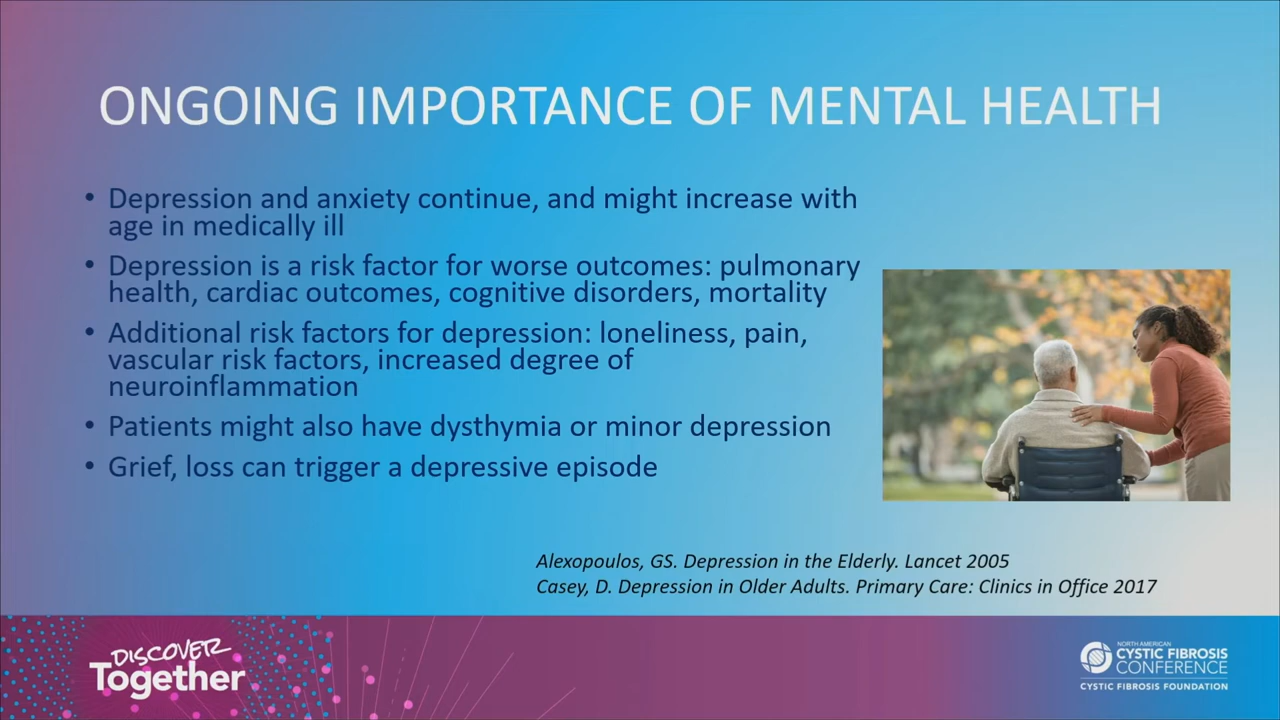 ONGOING IMPORTANCE OF MENTAL HEALTH
• Depression and anxiety continue, and might increase with
age in medically ill
• Depression is a risk factor for worse outcomes: pulmonary
health, cardiac outcomes, cognitive disorders, mortality
• Additional risk factors for depression: loneliness, pain,
vascular risk factors, increased degree of
neuroinflammation
• Patients might also have dysthymia or minor depression
• Grief, loss can trigger a depressive episode
Alexopoulos, GS. Depression in the Elderly. Lancet 2005
Casey, D. Depression in Older Adults. Primary Care: Clinics in Office 2017
DISCOVER
Together
NORTH AMERICAN
CYSTIC FIBROSIS
CONFERENCE
CYSTIC FIBROSIS FOUNDATION